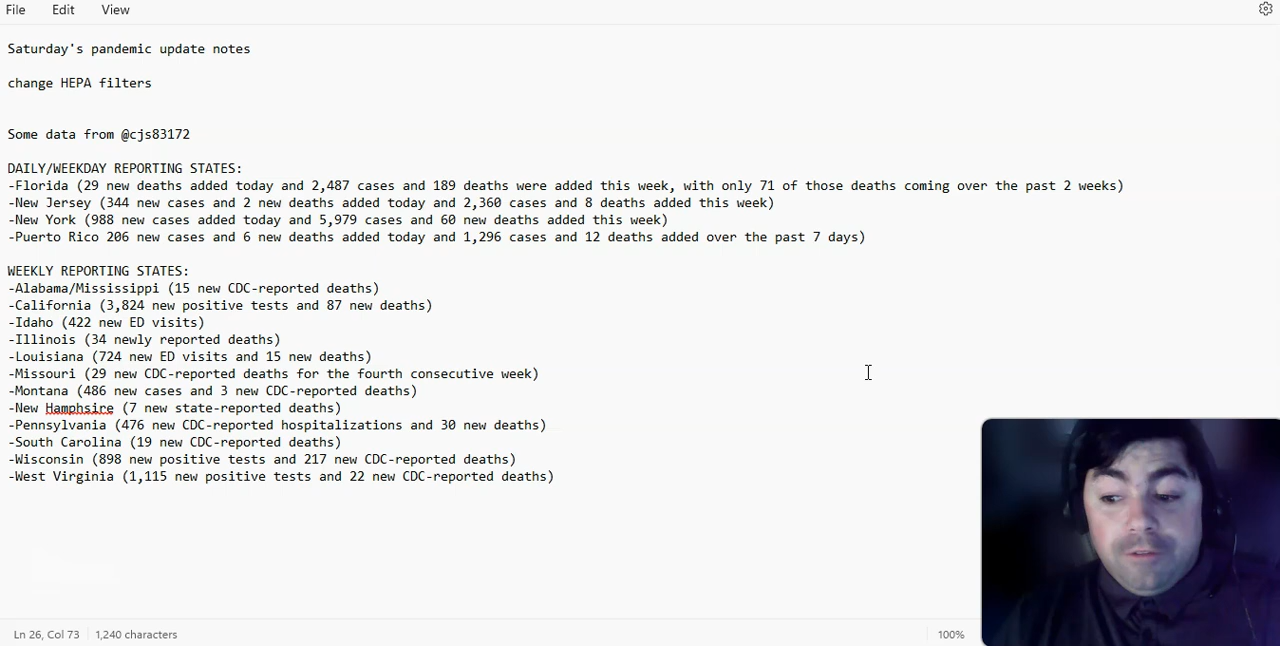 File Edit View
Saturday's pandemic update notes
change HEPA filters
Some data from @cjs83172
DAILY/WEEKDAY REPORTING STATES:
-Florida (29 new deaths added today and 2,487 cases and 189 deaths were added this week, with only 71 of those deaths coming over the past 2 weeks)
-New Jersey (344 new cases and 2 new deaths added today and 2,360 cases and 8 deaths added this week)
-New York (988 new cases added today and 5,979 cases and 60 new deaths added this week)
-Puerto Rico 206 new cases and 6 new deaths added today and 1,296 cases and 12 deaths added over the past 7 days)
WEEKLY REPORTING STATES:
-Alabama/Mississippi (15 new CDC-reported deaths)
-California (3,824 new positive tests and 87 new deaths)
-Idaho (422 new ED visits)
-Illinois (34 newly reported deaths)
-Louisiana (724 new ED visits and 15 new deaths)
-Missouri (29 new CDC-reported deaths for the fourth consecutive week)
-Montana (486 new cases and 3 new CDC-reported deaths)
-New Hamphsire (7 new state-reported deaths)
-Pennsylvania (476 new CDC-reported hospitalizations and 30 new deaths)
-South Carolina (19 new CDC-reported deaths)
-Wisconsin (898 new positive tests and 217 new CDC-reported deaths)
-West Virginia (1,115 new positive tests and 22 new CDC-reported deaths)
Ln 26, Col 73 1,240 characters 100%